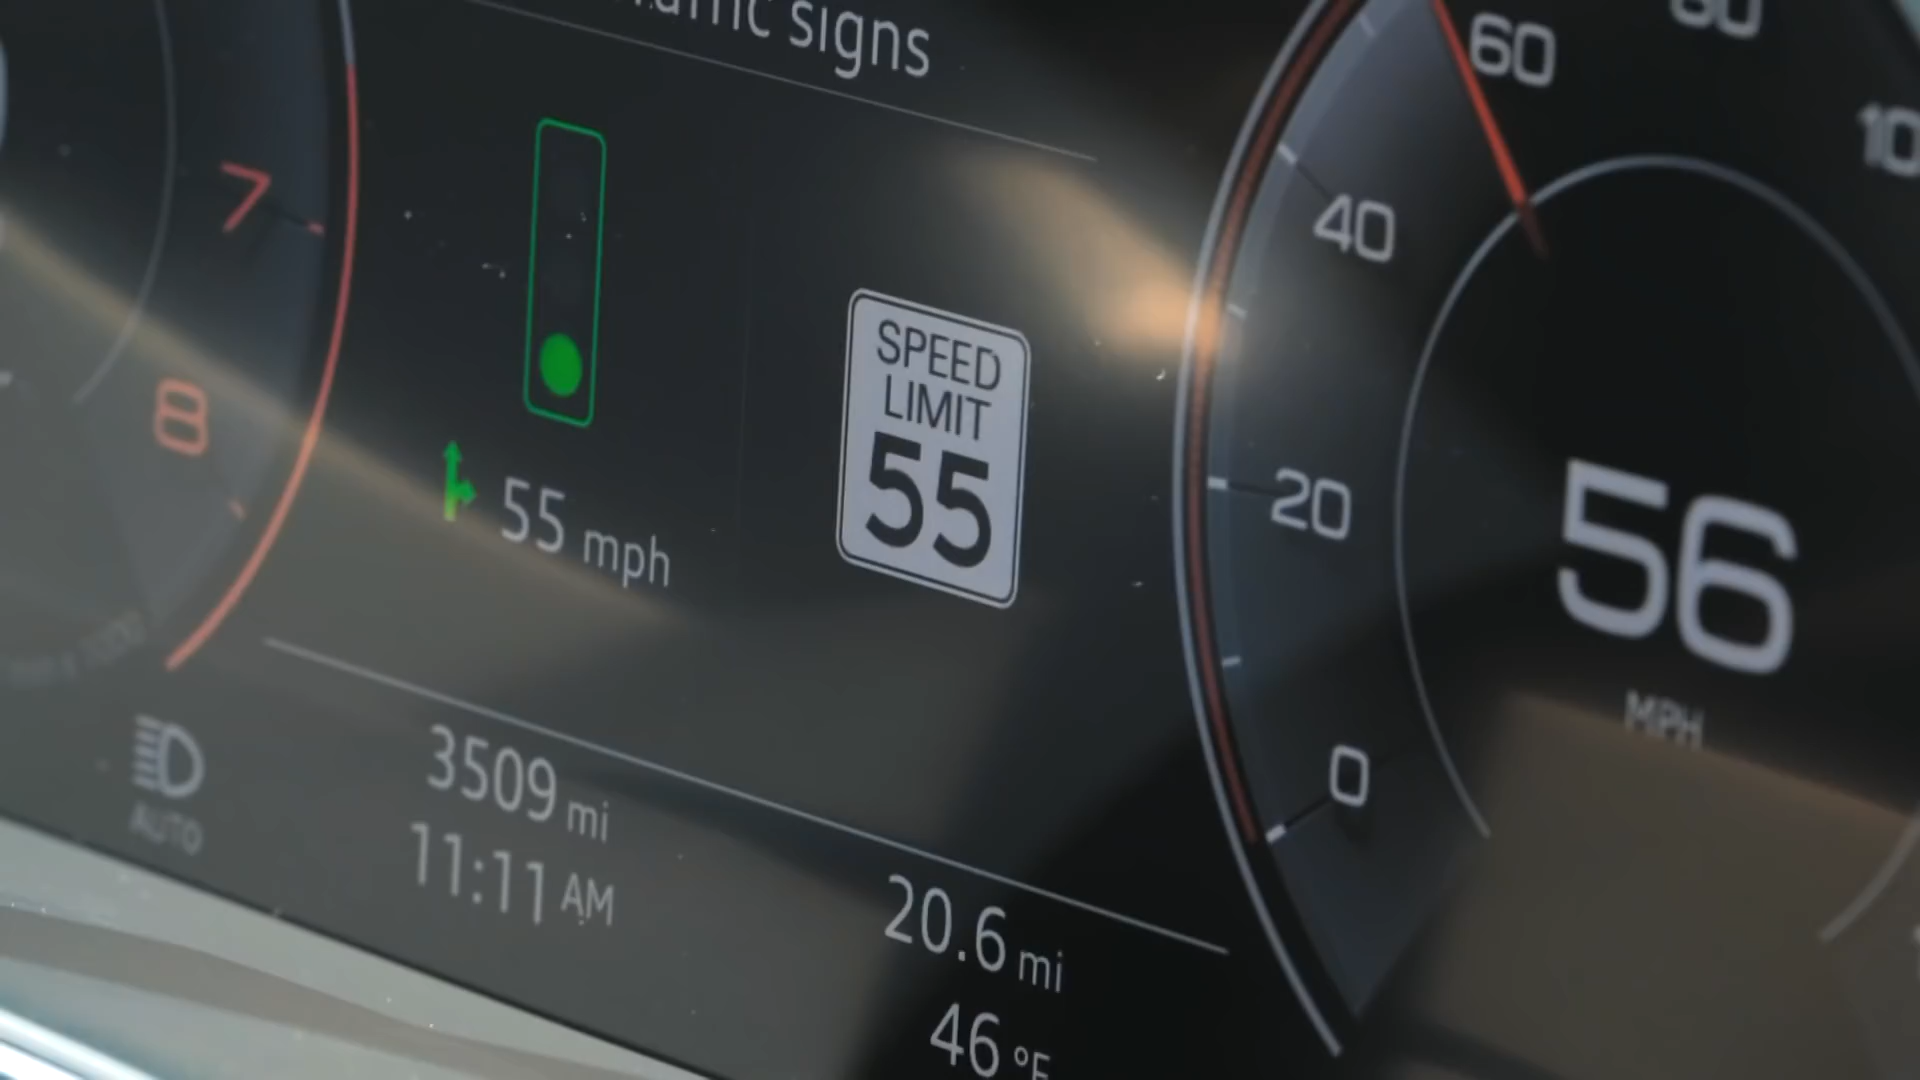 signs
7
8
55 mph
SPEED
LIMIT
55
3509 mi
11:11 AM
20.6 mi
46 °F
AUTO
60
80
40
20
0
56
MPH